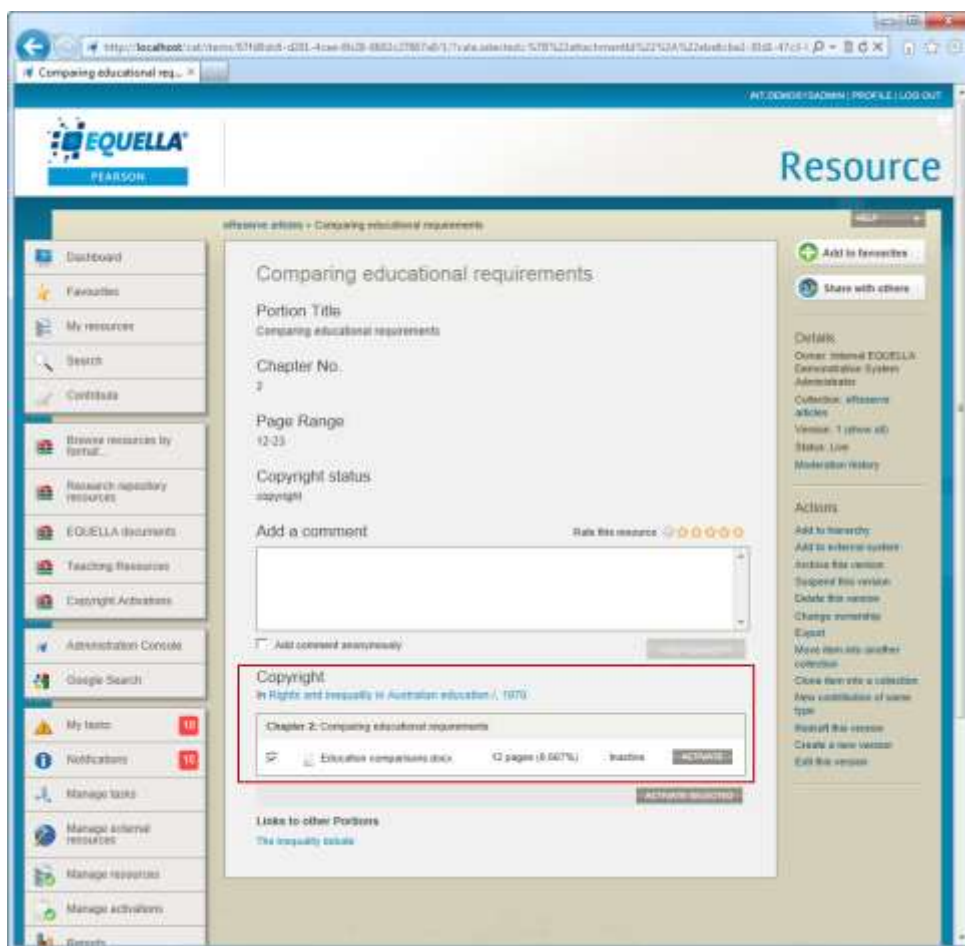 Comparing educational req...
PROFILE | LOG OUT
EQUELLA
PEARSON
Resource
HELP
Comparing educational requirements
Dashboard
Favourites
My resources
Search
Contribute
Browse resources by
format...
Research repository
resources
EQUELLA documents
Teaching Resources
Copyright Activations
Administration Console
Google Search
My tasks 10
Notifications 10
Manage tasks
Manage external
resources
Manage resources
Manage activations
Reports
Comparing educational requirements
Portion Title
Comparing educational requirements
Chapter No.
2
Page Range
12-23
Copyright status
copyright
Add a comment
Rate this resource
Add comment anonymously
Copyright
In Rights and inequality in Australian education /, 1970
Chapter 2: Comparing educational requirements
Education comparisons.docx 12 pages (6.667%) Inactive ACTIVATE
ACTIVATE SELECTED
Links to other Portions
The inequality debate
Add to favourites
Share with others
Details
Owner: Internal EQUELLA
Demonstration System
Administrator
Collection: eReserve
articles
Version: 1 (show all)
Status: Live
Moderation history
Actions
Add to hierarchy
Add to external system
Archive this version
Suspend this version
Delete this version
Change ownership
Export
Move item into another
collection
Clone item into a collection
New contribution of same
type
Redraft this version
Create a new version
Edit this version